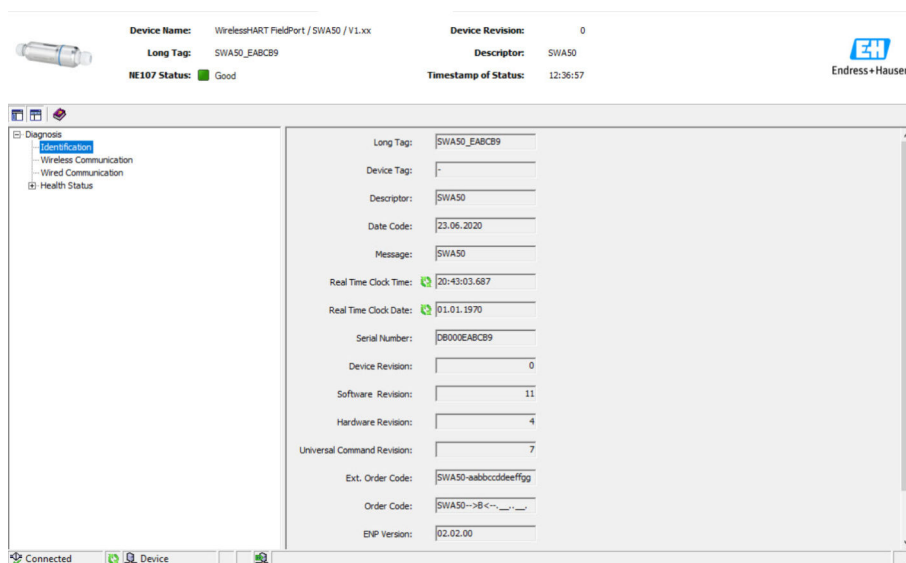 Device Name: WirelessHART FieldPort / SWA50 / V1.xx Device Revision: 0
Long Tag: SWA50_EABCB9 Descriptor: SWA50
NE107 Status: Good Timestamp of Status: 12:36:57
EH
Endress+Hauser
Diagnosis
Identification
Wireless Communication
Wired Communication
Health Status
Long Tag: SWA50_EABCB9
Device Tag: -
Descriptor: SWA50
Date Code: 23.06.2020
Message: SWA50
Real Time Clock Time: 20:43:03.687
Real Time Clock Date: 01.01.1970
Serial Number: DB000EABCB9
Device Revision: 0
Software Revision: 11
Hardware Revision: 4
Universal Command Revision: 7
Ext. Order Code: SWA50-aabbccddeeffgg
Order Code: SWA50-->B<--.__,..__,
ENP Version: 02.02.00
Connected Device